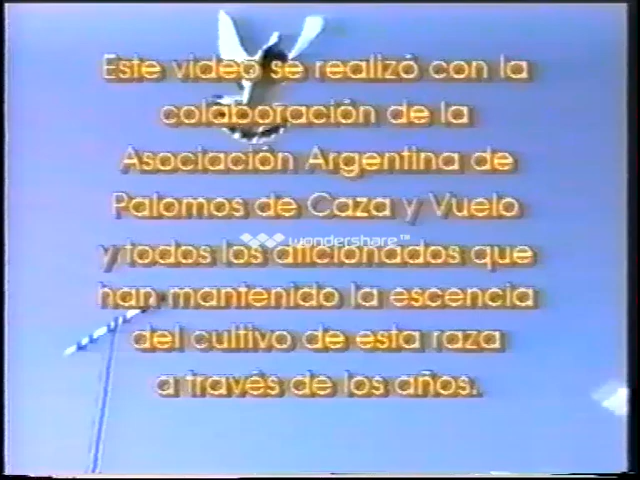 Este video se realizó con la
colaboración de la
Asociación Argentina de
Palomos de Caza y Vuelo
wondershare™
y todos los aficionados que
han mantenido la escencia
del cultivo de esta raza
a través de los años.